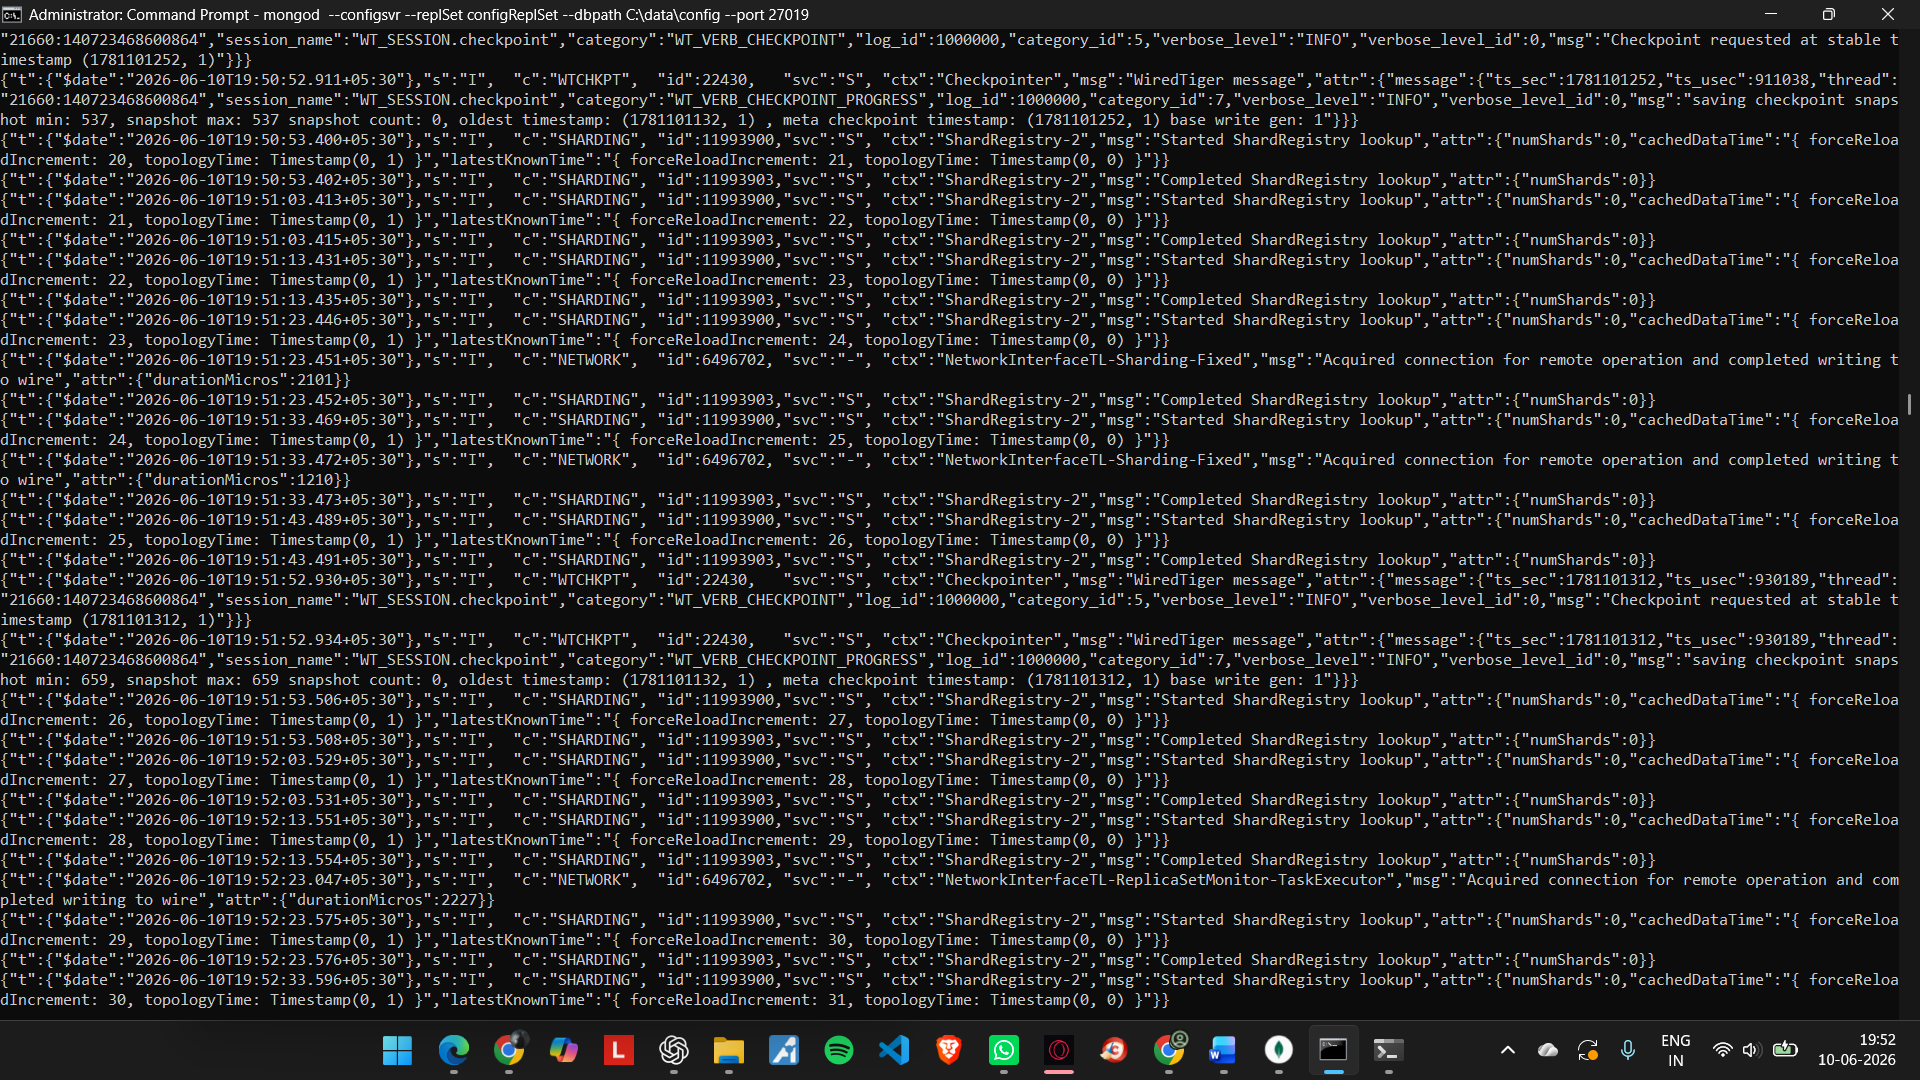 Administrator: Command Prompt - mongod  --configsvr --replSet configReplSet --dbpath C:\data\config --port 27019
"21660:140723468600864","session_name":"WT_SESSION.checkpoint","category":"WT_VERB_CHECKPOINT","log_id":1000000,"category_id":5,"verbose_level":"INFO","verbose_level_id":0,"msg":"Checkpoint requested at stable t
imestamp (1781101252, 1)"}}}
{"t":{"$date":"2026-06-10T19:50:52.911+05:30"},"s":"I",  "c":"WTCHKPT",  "id":22430,   "svc":"S", "ctx":"Checkpointer","msg":"WiredTiger message","attr":{"message":{"ts_sec":1781101252,"ts_usec":911038,"thread":
"21660:140723468600864","session_name":"WT_SESSION.checkpoint","category":"WT_VERB_CHECKPOINT_PROGRESS","log_id":1000000,"category_id":7,"verbose_level":"INFO","verbose_level_id":0,"msg":"saving checkpoint snaps
hot min: 537, snapshot max: 537 snapshot count: 0, oldest timestamp: (1781101132, 1) , meta checkpoint timestamp: (1781101252, 1) base write gen: 1"}}}
{"t":{"$date":"2026-06-10T19:50:53.400+05:30"},"s":"I",  "c":"SHARDING", "id":11993900,"svc":"S", "ctx":"ShardRegistry-2","msg":"Started ShardRegistry lookup","attr":{"numShards":0,"cachedDataTime":"{ forceReloa
dIncrement: 20, topologyTime: Timestamp(0, 1) }","latestKnownTime":"{ forceReloadIncrement: 21, topologyTime: Timestamp(0, 0) }"}}
{"t":{"$date":"2026-06-10T19:50:53.402+05:30"},"s":"I",  "c":"SHARDING", "id":11993903,"svc":"S", "ctx":"ShardRegistry-2","msg":"Completed ShardRegistry lookup","attr":{"numShards":0}}
{"t":{"$date":"2026-06-10T19:51:03.413+05:30"},"s":"I",  "c":"SHARDING", "id":11993900,"svc":"S", "ctx":"ShardRegistry-2","msg":"Started ShardRegistry lookup","attr":{"numShards":0,"cachedDataTime":"{ forceReloa
dIncrement: 21, topologyTime: Timestamp(0, 1) }","latestKnownTime":"{ forceReloadIncrement: 22, topologyTime: Timestamp(0, 0) }"}}
{"t":{"$date":"2026-06-10T19:51:03.415+05:30"},"s":"I",  "c":"SHARDING", "id":11993903,"svc":"S", "ctx":"ShardRegistry-2","msg":"Completed ShardRegistry lookup","attr":{"numShards":0}}
{"t":{"$date":"2026-06-10T19:51:13.431+05:30"},"s":"I",  "c":"SHARDING", "id":11993900,"svc":"S", "ctx":"ShardRegistry-2","msg":"Started ShardRegistry lookup","attr":{"numShards":0,"cachedDataTime":"{ forceReloa
dIncrement: 22, topologyTime: Timestamp(0, 1) }","latestKnownTime":"{ forceReloadIncrement: 23, topologyTime: Timestamp(0, 0) }"}}
{"t":{"$date":"2026-06-10T19:51:13.435+05:30"},"s":"I",  "c":"SHARDING", "id":11993903,"svc":"S", "ctx":"ShardRegistry-2","msg":"Completed ShardRegistry lookup","attr":{"numShards":0}}
{"t":{"$date":"2026-06-10T19:51:23.446+05:30"},"s":"I",  "c":"SHARDING", "id":11993900,"svc":"S", "ctx":"ShardRegistry-2","msg":"Started ShardRegistry lookup","attr":{"numShards":0,"cachedDataTime":"{ forceReloa
dIncrement: 23, topologyTime: Timestamp(0, 1) }","latestKnownTime":"{ forceReloadIncrement: 24, topologyTime: Timestamp(0, 0) }"}}
{"t":{"$date":"2026-06-10T19:51:23.451+05:30"},"s":"I",  "c":"NETWORK",  "id":6496702, "svc":"-", "ctx":"NetworkInterfaceTL-Sharding-Fixed","msg":"Acquired connection for remote operation and completed writing t
o wire","attr":{"durationMicros":2101}}
{"t":{"$date":"2026-06-10T19:51:23.452+05:30"},"s":"I",  "c":"SHARDING", "id":11993903,"svc":"S", "ctx":"ShardRegistry-2","msg":"Completed ShardRegistry lookup","attr":{"numShards":0}}
{"t":{"$date":"2026-06-10T19:51:33.469+05:30"},"s":"I",  "c":"SHARDING", "id":11993900,"svc":"S", "ctx":"ShardRegistry-2","msg":"Started ShardRegistry lookup","attr":{"numShards":0,"cachedDataTime":"{ forceReloa
dIncrement: 24, topologyTime: Timestamp(0, 1) }","latestKnownTime":"{ forceReloadIncrement: 25, topologyTime: Timestamp(0, 0) }"}}
{"t":{"$date":"2026-06-10T19:51:33.472+05:30"},"s":"I",  "c":"NETWORK",  "id":6496702, "svc":"-", "ctx":"NetworkInterfaceTL-Sharding-Fixed","msg":"Acquired connection for remote operation and completed writing t
o wire","attr":{"durationMicros":1210}}
{"t":{"$date":"2026-06-10T19:51:33.473+05:30"},"s":"I",  "c":"SHARDING", "id":11993903,"svc":"S", "ctx":"ShardRegistry-2","msg":"Completed ShardRegistry lookup","attr":{"numShards":0}}
{"t":{"$date":"2026-06-10T19:51:43.489+05:30"},"s":"I",  "c":"SHARDING", "id":11993900,"svc":"S", "ctx":"ShardRegistry-2","msg":"Started ShardRegistry lookup","attr":{"numShards":0,"cachedDataTime":"{ forceReloa
dIncrement: 25, topologyTime: Timestamp(0, 1) }","latestKnownTime":"{ forceReloadIncrement: 26, topologyTime: Timestamp(0, 0) }"}}
{"t":{"$date":"2026-06-10T19:51:43.491+05:30"},"s":"I",  "c":"SHARDING", "id":11993903,"svc":"S", "ctx":"ShardRegistry-2","msg":"Completed ShardRegistry lookup","attr":{"numShards":0}}
{"t":{"$date":"2026-06-10T19:51:52.930+05:30"},"s":"I",  "c":"WTCHKPT",  "id":22430,   "svc":"S", "ctx":"Checkpointer","msg":"WiredTiger message","attr":{"message":{"ts_sec":1781101312,"ts_usec":930189,"thread":
"21660:140723468600864","session_name":"WT_SESSION.checkpoint","category":"WT_VERB_CHECKPOINT","log_id":1000000,"category_id":5,"verbose_level":"INFO","verbose_level_id":0,"msg":"Checkpoint requested at stable t
imestamp (1781101312, 1)"}}}
{"t":{"$date":"2026-06-10T19:51:52.934+05:30"},"s":"I",  "c":"WTCHKPT",  "id":22430,   "svc":"S", "ctx":"Checkpointer","msg":"WiredTiger message","attr":{"message":{"ts_sec":1781101312,"ts_usec":930189,"thread":
"21660:140723468600864","session_name":"WT_SESSION.checkpoint","category":"WT_VERB_CHECKPOINT_PROGRESS","log_id":1000000,"category_id":7,"verbose_level":"INFO","verbose_level_id":0,"msg":"saving checkpoint snaps
hot min: 659, snapshot max: 659 snapshot count: 0, oldest timestamp: (1781101132, 1) , meta checkpoint timestamp: (1781101312, 1) base write gen: 1"}}}
{"t":{"$date":"2026-06-10T19:51:53.506+05:30"},"s":"I",  "c":"SHARDING", "id":11993900,"svc":"S", "ctx":"ShardRegistry-2","msg":"Started ShardRegistry lookup","attr":{"numShards":0,"cachedDataTime":"{ forceReloa
dIncrement: 26, topologyTime: Timestamp(0, 1) }","latestKnownTime":"{ forceReloadIncrement: 27, topologyTime: Timestamp(0, 0) }"}}
{"t":{"$date":"2026-06-10T19:51:53.508+05:30"},"s":"I",  "c":"SHARDING", "id":11993903,"svc":"S", "ctx":"ShardRegistry-2","msg":"Completed ShardRegistry lookup","attr":{"numShards":0}}
{"t":{"$date":"2026-06-10T19:52:03.529+05:30"},"s":"I",  "c":"SHARDING", "id":11993900,"svc":"S", "ctx":"ShardRegistry-2","msg":"Started ShardRegistry lookup","attr":{"numShards":0,"cachedDataTime":"{ forceReloa
dIncrement: 27, topologyTime: Timestamp(0, 1) }","latestKnownTime":"{ forceReloadIncrement: 28, topologyTime: Timestamp(0, 0) }"}}
{"t":{"$date":"2026-06-10T19:52:03.531+05:30"},"s":"I",  "c":"SHARDING", "id":11993903,"svc":"S", "ctx":"ShardRegistry-2","msg":"Completed ShardRegistry lookup","attr":{"numShards":0}}
{"t":{"$date":"2026-06-10T19:52:13.551+05:30"},"s":"I",  "c":"SHARDING", "id":11993900,"svc":"S", "ctx":"ShardRegistry-2","msg":"Started ShardRegistry lookup","attr":{"numShards":0,"cachedDataTime":"{ forceReloa
dIncrement: 28, topologyTime: Timestamp(0, 1) }","latestKnownTime":"{ forceReloadIncrement: 29, topologyTime: Timestamp(0, 0) }"}}
{"t":{"$date":"2026-06-10T19:52:13.554+05:30"},"s":"I",  "c":"SHARDING", "id":11993903,"svc":"S", "ctx":"ShardRegistry-2","msg":"Completed ShardRegistry lookup","attr":{"numShards":0}}
{"t":{"$date":"2026-06-10T19:52:23.047+05:30"},"s":"I",  "c":"NETWORK",  "id":6496702, "svc":"-", "ctx":"NetworkInterfaceTL-ReplicaSetMonitor-TaskExecutor","msg":"Acquired connection for remote operation and com
pleted writing to wire","attr":{"durationMicros":2227}}
{"t":{"$date":"2026-06-10T19:52:23.575+05:30"},"s":"I",  "c":"SHARDING", "id":11993900,"svc":"S", "ctx":"ShardRegistry-2","msg":"Started ShardRegistry lookup","attr":{"numShards":0,"cachedDataTime":"{ forceReloa
dIncrement: 29, topologyTime: Timestamp(0, 1) }","latestKnownTime":"{ forceReloadIncrement: 30, topologyTime: Timestamp(0, 0) }"}}
{"t":{"$date":"2026-06-10T19:52:23.576+05:30"},"s":"I",  "c":"SHARDING", "id":11993903,"svc":"S", "ctx":"ShardRegistry-2","msg":"Completed ShardRegistry lookup","attr":{"numShards":0}}
{"t":{"$date":"2026-06-10T19:52:33.596+05:30"},"s":"I",  "c":"SHARDING", "id":11993900,"svc":"S", "ctx":"ShardRegistry-2","msg":"Started ShardRegistry lookup","attr":{"numShards":0,"cachedDataTime":"{ forceReloa
dIncrement: 30, topologyTime: Timestamp(0, 1) }","latestKnownTime":"{ forceReloadIncrement: 31, topologyTime: Timestamp(0, 0) }"}}
L
ENG
IN
19:52
10-06-2026